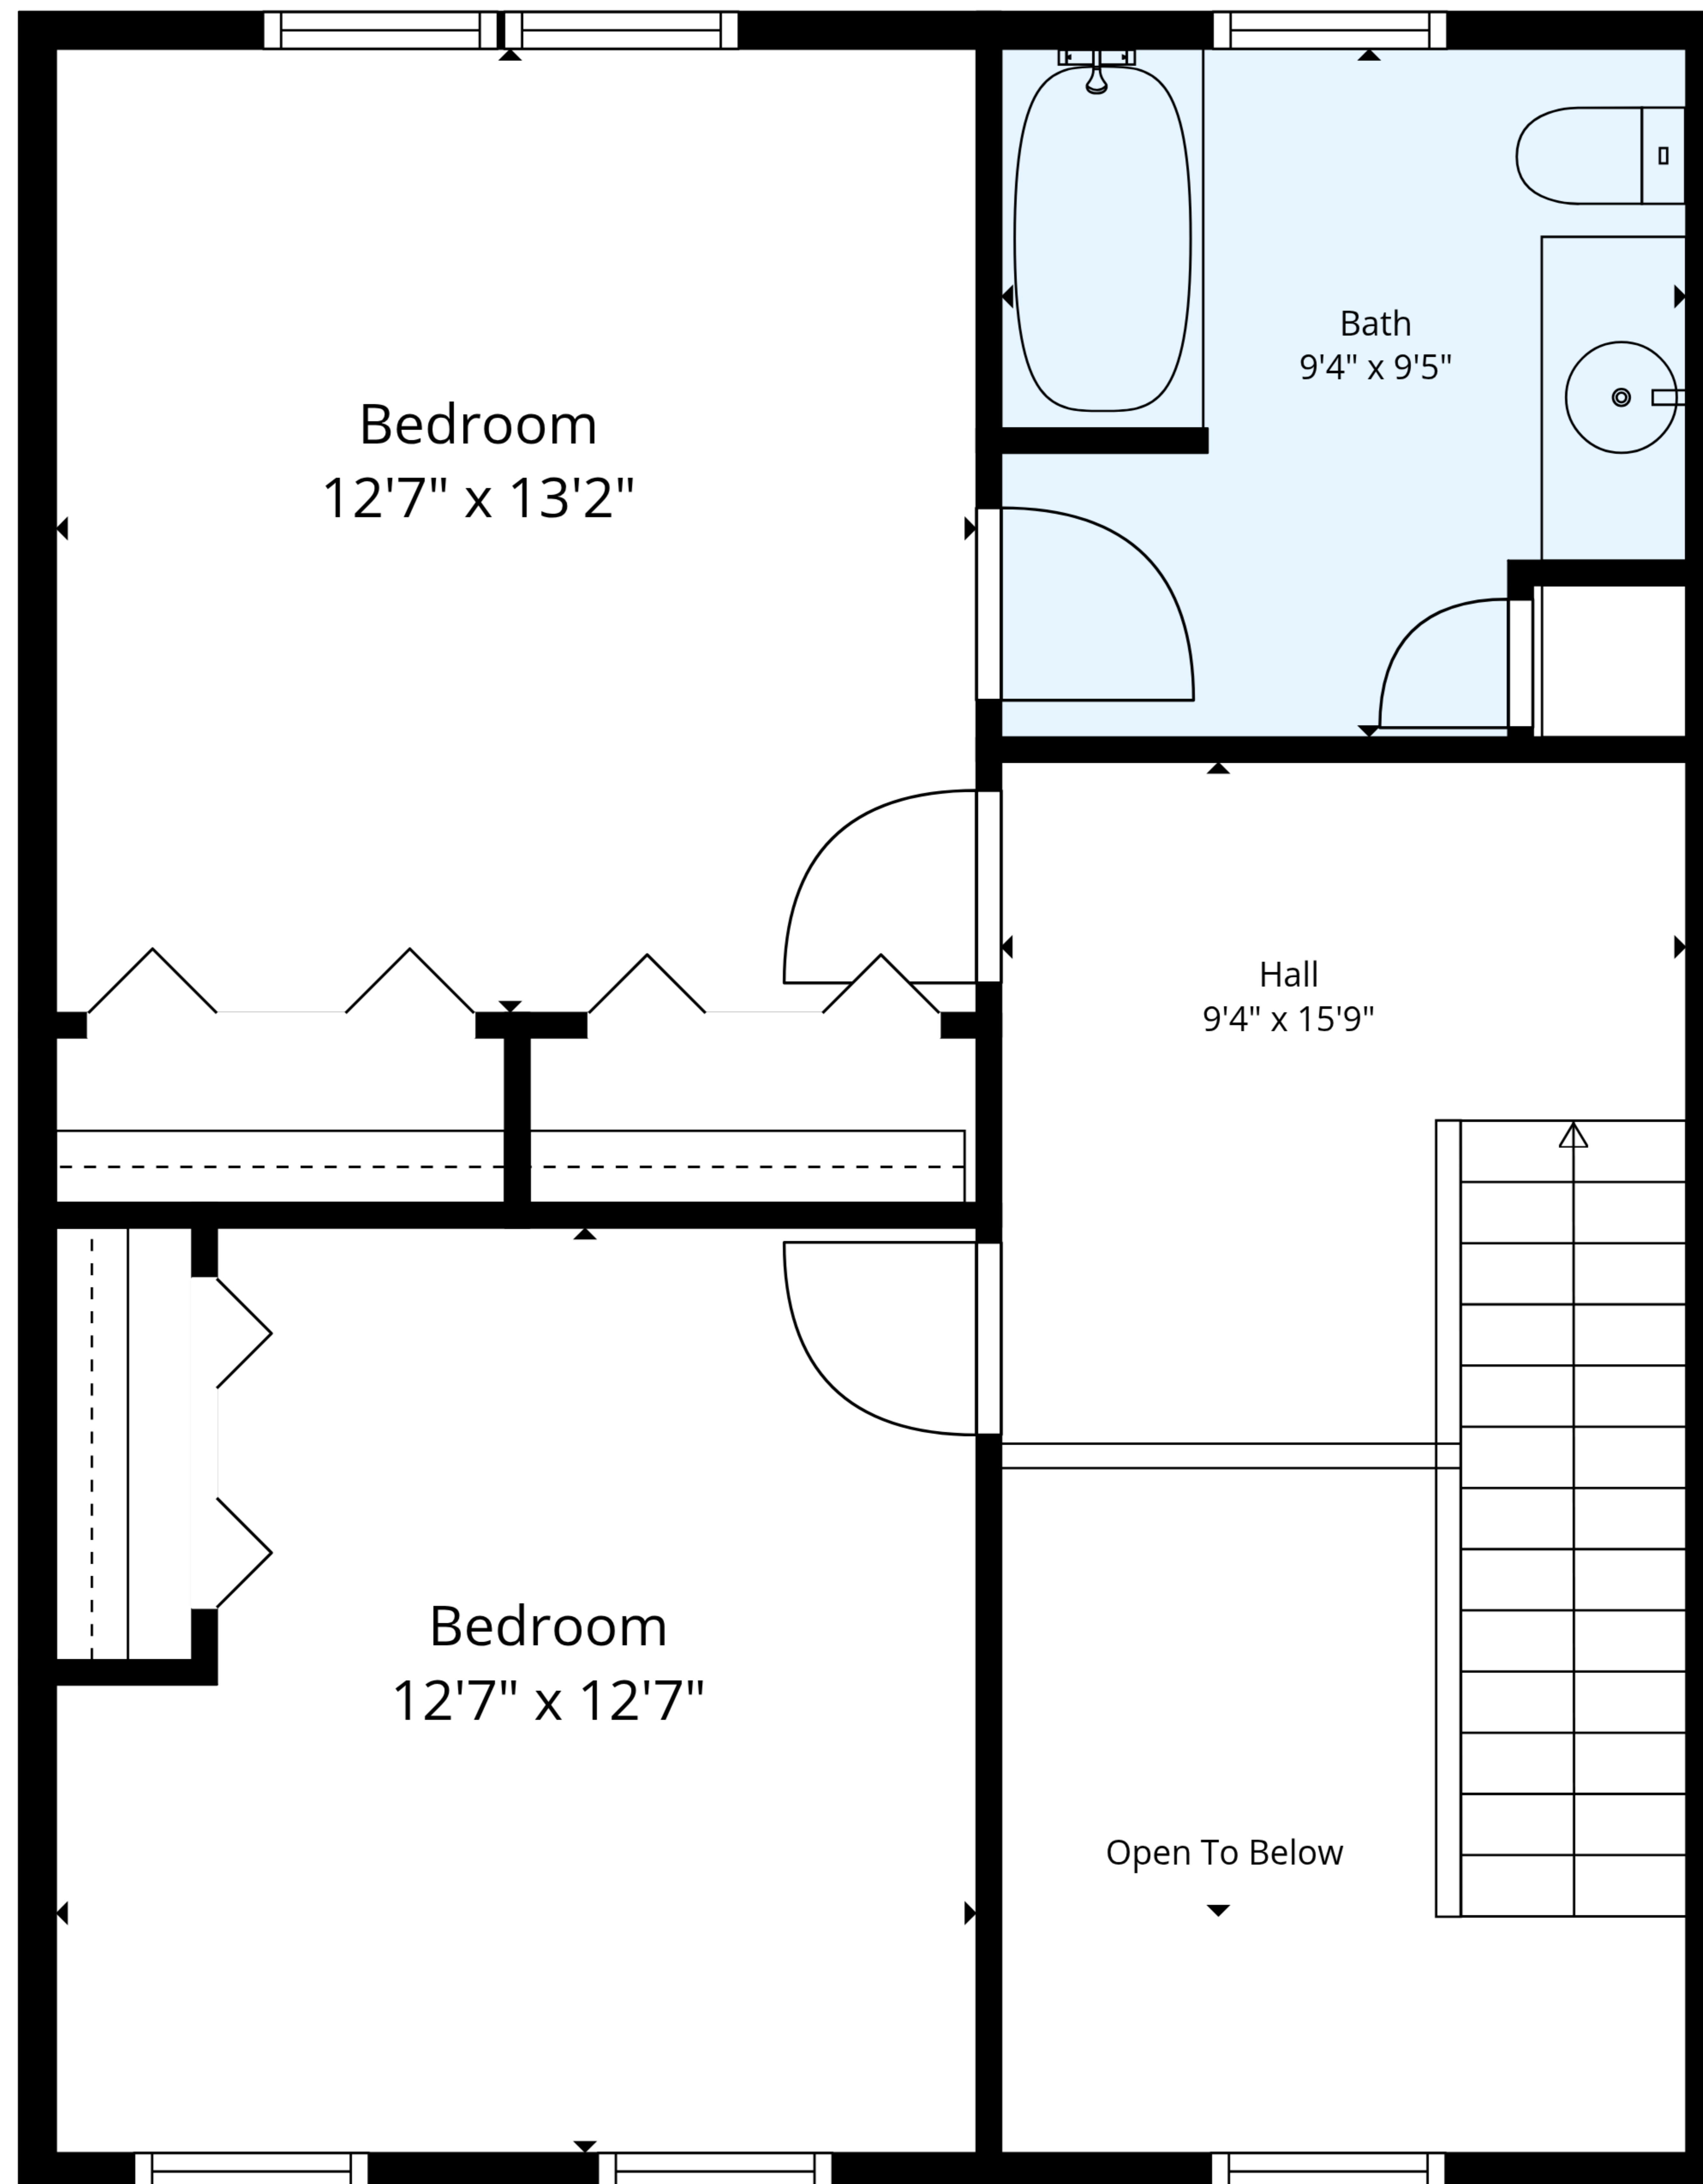 Bath
9'4" x 9'5"
Bedroom
12'7" x 13'2"
Hall
9'4" x 15'9"
Bedroom
12'7" x 12'7"
Open To Below